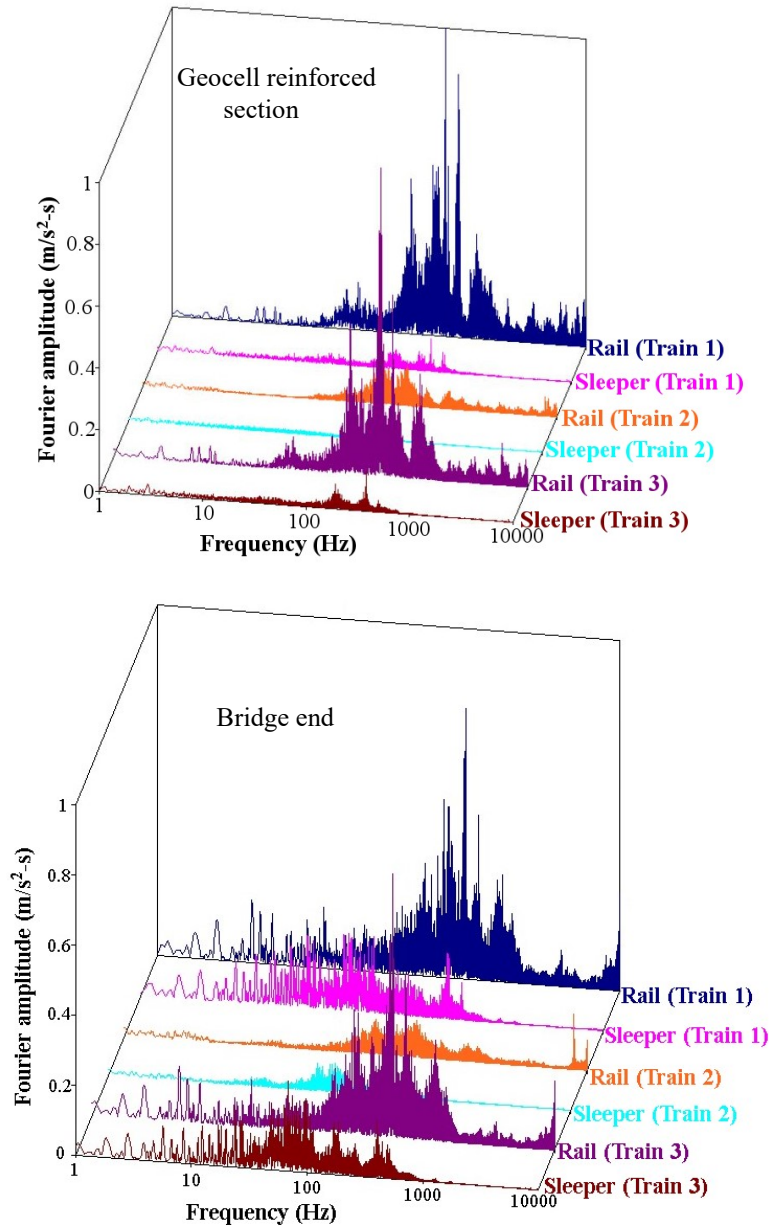 Geocell reinforced
section
Fourier amplitude (m/s²-s)
1
0.8
0.6
0.4
0.2
0
1
10
100
1000
10000
Frequency (Hz)
Rail (Train 1)
Sleeper (Train 1)
Rail (Train 2)
Sleeper (Train 2)
Rail (Train 3)
Sleeper (Train 3)
Bridge end
Fourier amplitude (m/s²-s)
1
0.8
0.6
0.4
0.2
0
1
10
100
1000
10000
Frequency (Hz)
Rail (Train 1)
Sleeper (Train 1)
Rail (Train 2)
Sleeper (Train 2)
Rail (Train 3)
Sleeper (Train 3)